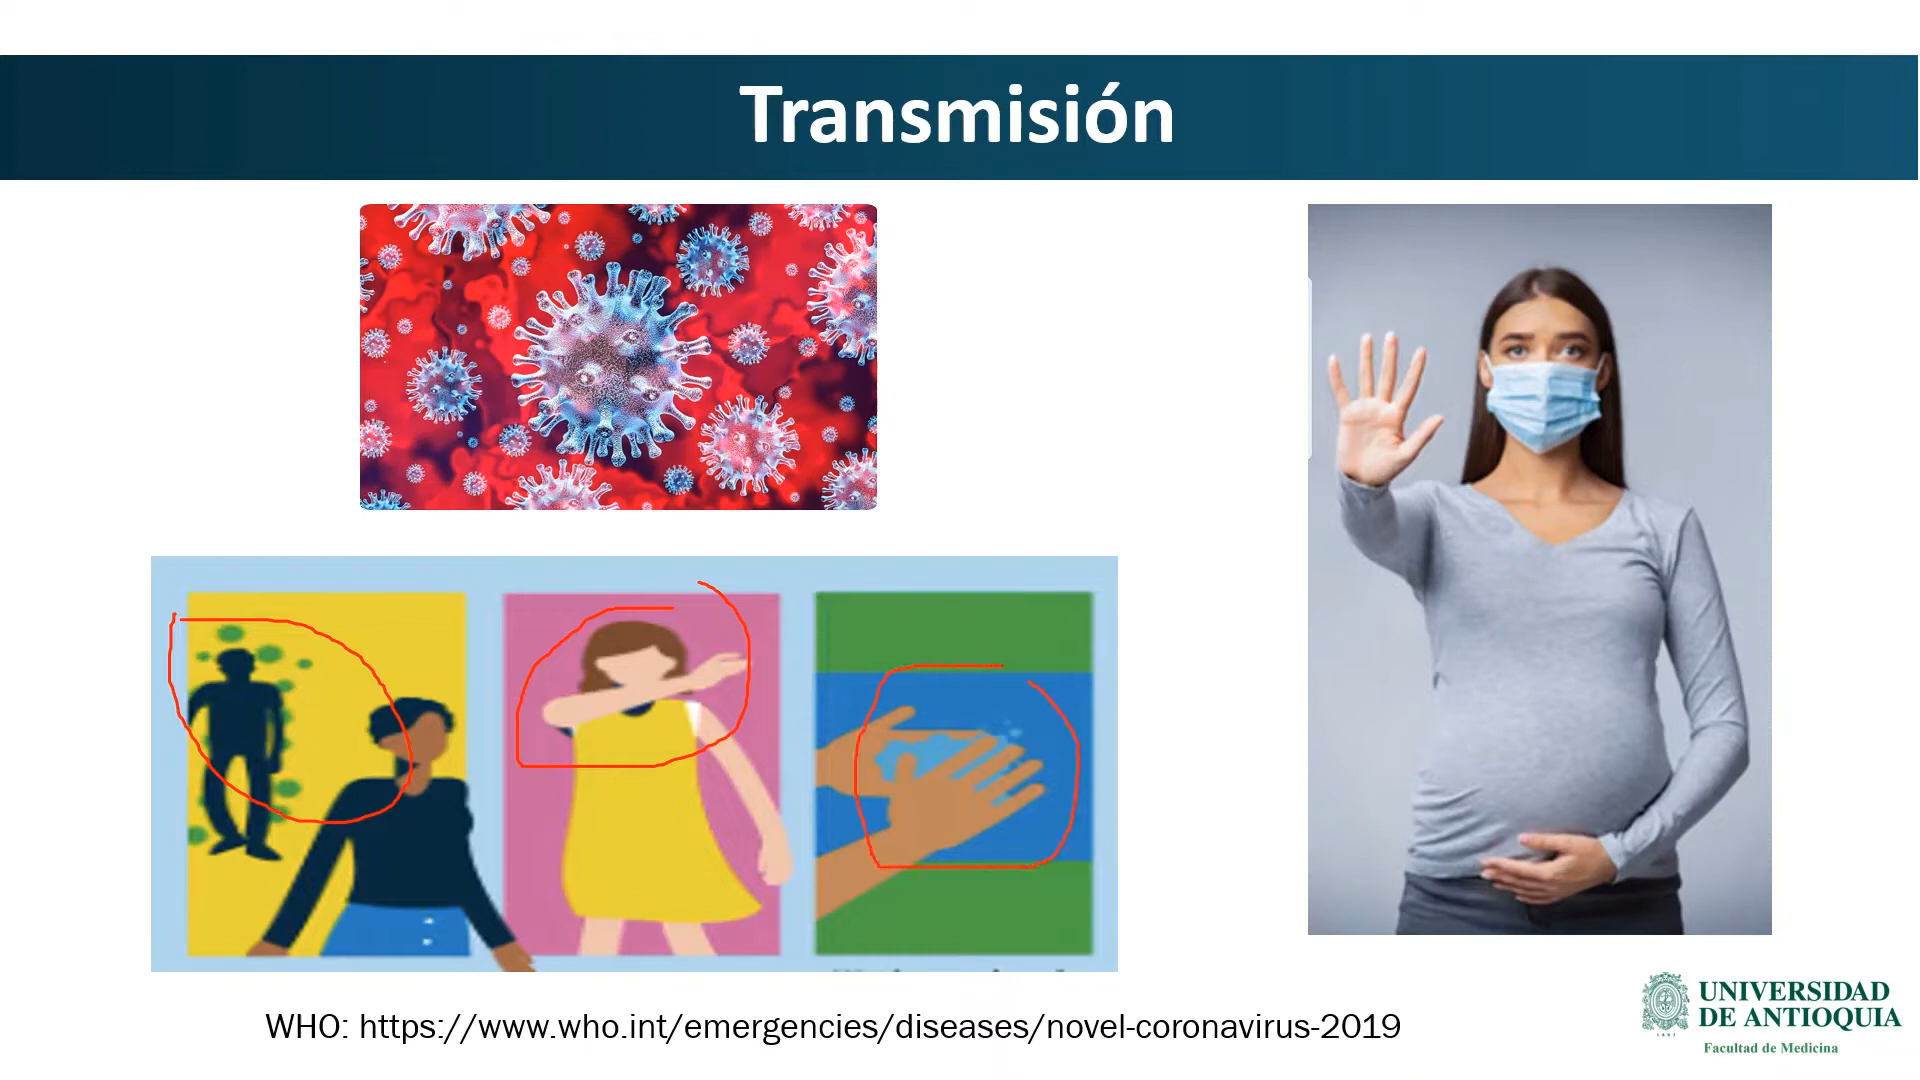 Transmisión
WHO: https://www.who.int/emergencies/diseases/novel-coronavirus-2019
UNIVERSIDAD
DE ANTIOQUIA
Facultad de Medicina